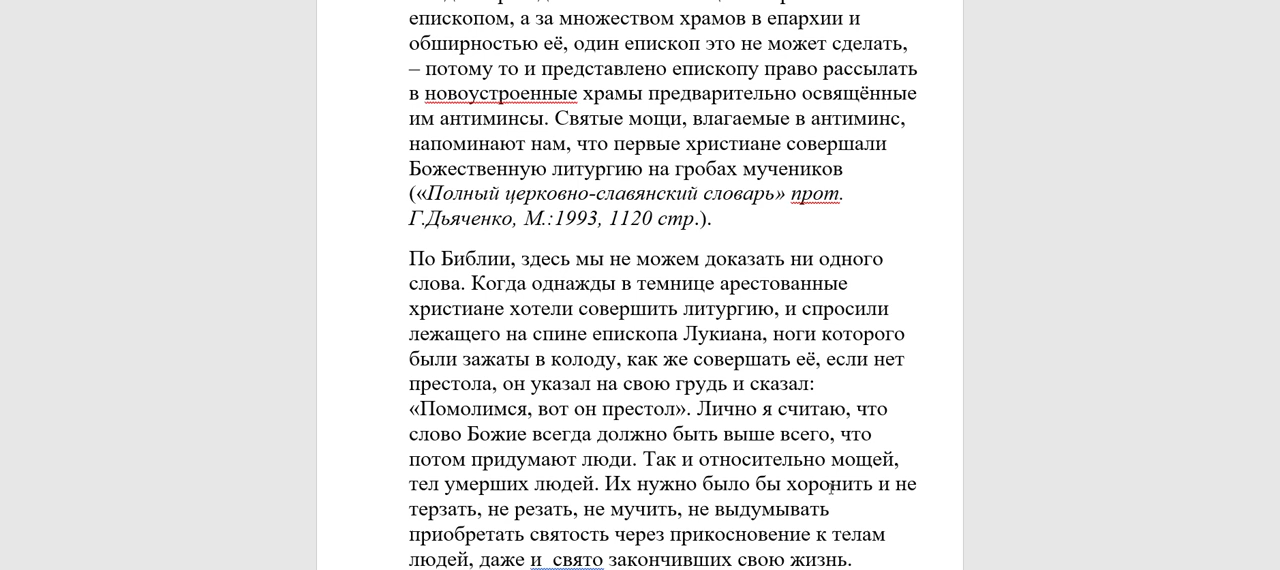 епископом, а за множеством храмов в епархии и
обширностью её, один епископ это не может сделать,
– потому то и представлено епископу право рассылать
в новоустроенные храмы предварительно освящённые
им антиминсы. Святые мощи, влагаемые в антиминс,
напоминают нам, что первые христиане совершали
Божественную литургию на гробах мучеников
(«Полный церковно-славянский словарь» прот.
Г.Дьяченко, М.:1993, 1120 стр.).
По Библии, здесь мы не можем доказать ни одного
слова. Когда однажды в темнице арестованные
христиане хотели совершить литургию, и спросили
лежащего на спине епископа Лукиана, ноги которого
были зажаты в колоду, как же совершать её, если нет
престола, он указал на свою грудь и сказал:
«Помолимся, вот он престол». Лично я считаю, что
слово Божие всегда должно быть выше всего, что
потом придумают люди. Так и относительно мощей,
тел умерших людей. Их нужно было бы хоронить и не
терзать, не резать, не мучить, не выдумывать
приобретать святость через прикосновение к телам
людей, даже и  свято закончивших свою жизнь.